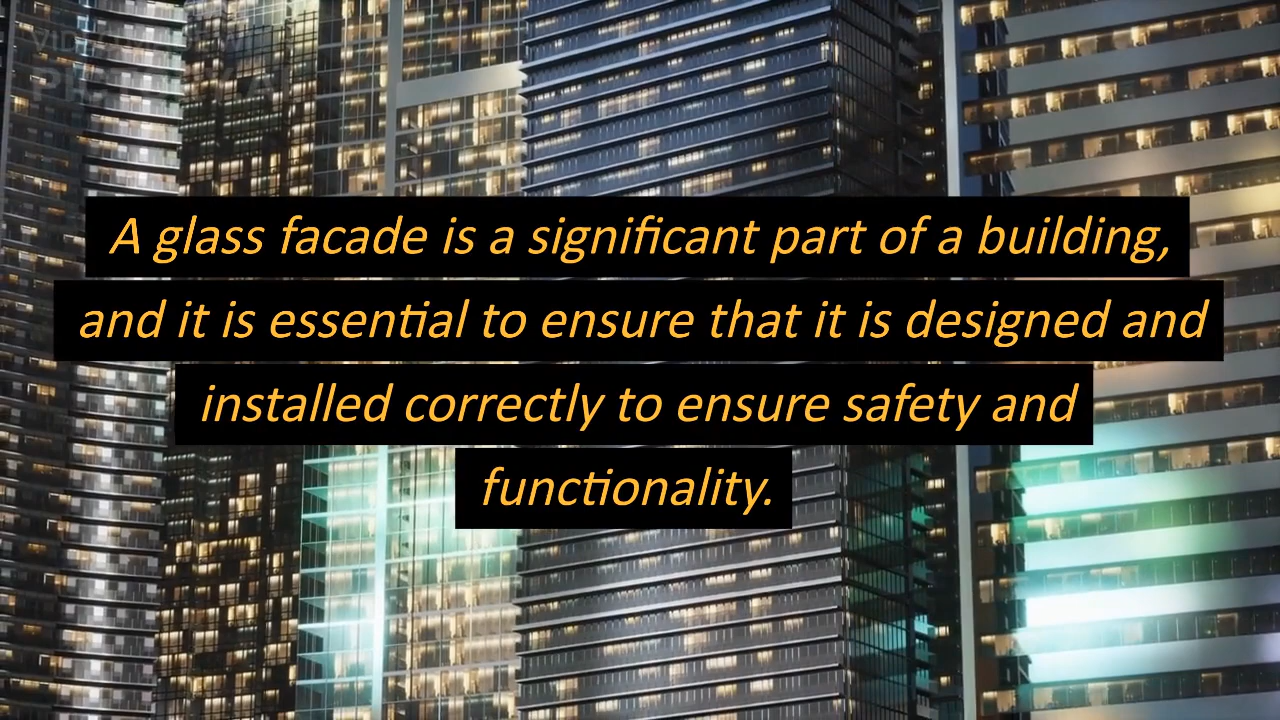 A glass facade is a significant part of a building,
and it is essential to ensure that it is designed and
installed correctly to ensure safety and
functionality.